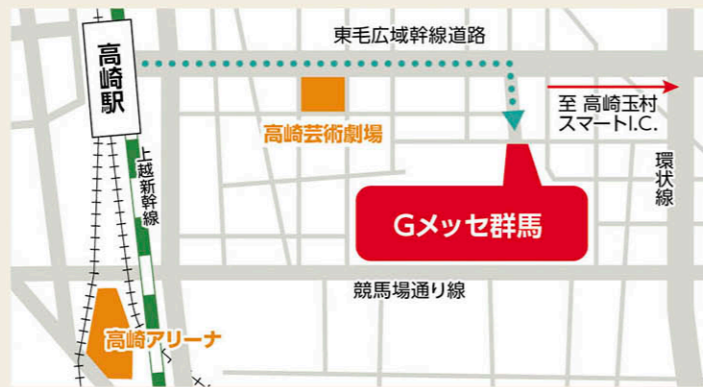 東毛広域幹線道路
高崎駅
至 高崎玉村
スマートI.C.
高崎芸術劇場
上越新幹線
環状線
Gメッセ群馬
競馬場通り線
高崎アリーナ